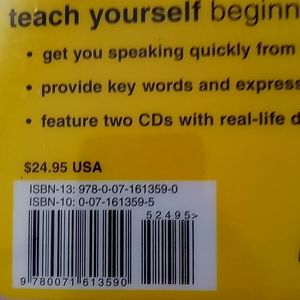 teach yourself beginn
• get you speaking quickly from
• provide key words and express
• feature two CDs with real-life d
$24.95 USA
ISBN-13: 978-0-07-161359-0
ISBN-10: 0-07-161359-5
52495>
9 780071 613590